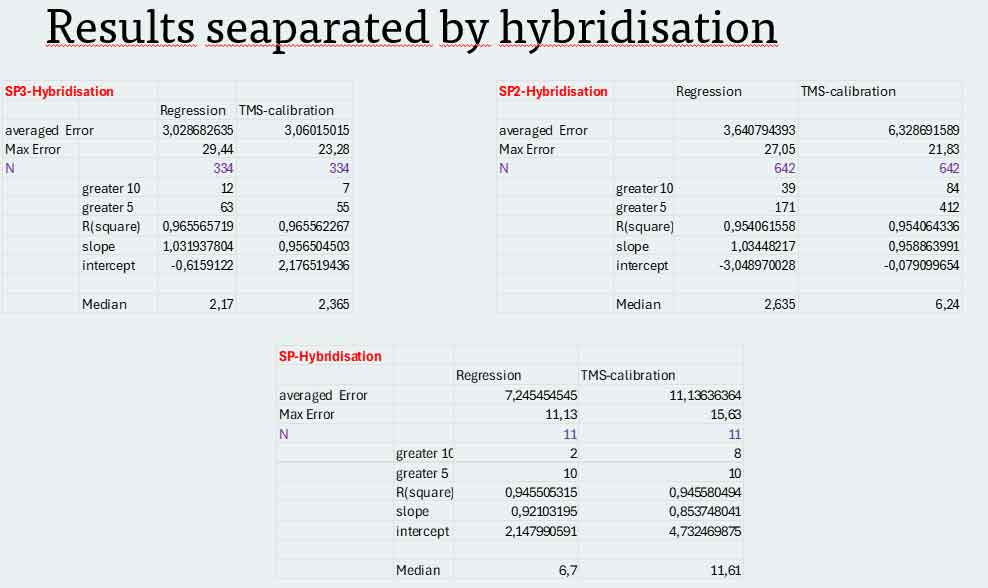 Results seaparated by hybridisation
SP3-Hybridisation
Regression TMS-calibration
averaged Error 3,028682635 3,06015015
Max Error 29,44 23,28
N 334 334
greater 10 12 7
greater 5 63 55
R(square) 0,965565719 0,965562267
slope 1,031937804 0,956504503
intercept -0,6159122 2,176519436
Median 2,17 2,365
SP2-Hybridisation Regression TMS-calibration
averaged Error 3,640794393 6,328691589
Max Error 27,05 21,83
N 642 642
greater 10 39 84
greater 5 171 412
R(square) 0,954061558 0,954064336
slope 1,03448217 0,958863991
intercept -3,048970028 -0,079099654
Median 2,635 6,24
SP-Hybridisation
Regression TMS-calibration
averaged Error 7,245454545 11,13636364
Max Error 11,13 15,63
N 11 11
greater 10 2 8
greater 5 10 10
R(square) 0,945505315 0,945580494
slope 0,92103195 0,853748041
intercept 2,147990591 4,732469875
Median 6,7 11,61